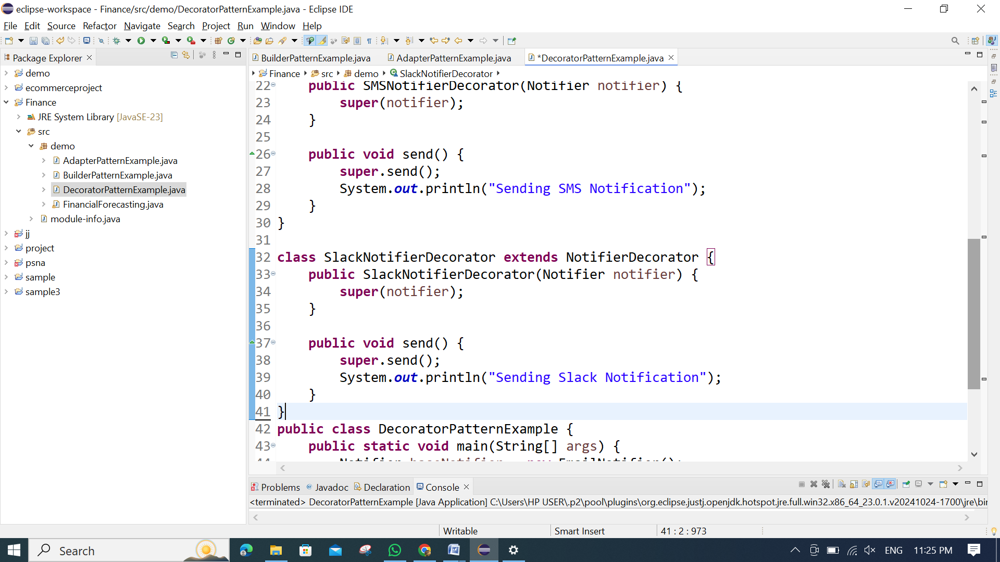 eclipse-workspace - Finance/src/demo/DecoratorPatternExample.java - Eclipse IDE
File Edit Source Refactor Navigate Search Project Run Window Help
Package Explorer
demo
ecommerceproject
Finance
JRE System Library [JavaSE-23]
src
demo
AdapterPatternExample.java
BuilderPatternExample.java
DecoratorPatternExample.java
FinancialForecasting.java
module-info.java
jj
project
psna
sample
sample3
BuilderPatternExample.java AdapterPatternExample.java *DecoratorPatternExample.java
Finance src demo SlackNotifierDecorator
22 public SMSNotifierDecorator(Notifier notifier) {
23 super(notifier);
24 }
25
26 public void send() {
27 super.send();
28 System.out.println("Sending SMS Notification");
29 }
30 }
31
32 class SlackNotifierDecorator extends NotifierDecorator {
33 public SlackNotifierDecorator(Notifier notifier) {
34 super(notifier);
35 }
36
37 public void send() {
38 super.send();
39 System.out.println("Sending Slack Notification");
40 }
41 }
42 public class DecoratorPatternExample {
43 public static void main(String[] args) {
44 Notifier baseNotifier = new EmailNotifier();
Problems @ Javadoc Declaration Console
<terminated> DecoratorPatternExample [Java Application] C:\Users\HP USER\.p2\pool\plugins\org.eclipse.justj.openjdk.hotspot.jre.full.win32.x86_64_23.0.1.v20241024-1700\jre\bin
Writable Smart Insert 41 : 2 : 973
Search ENG 11:25 PM